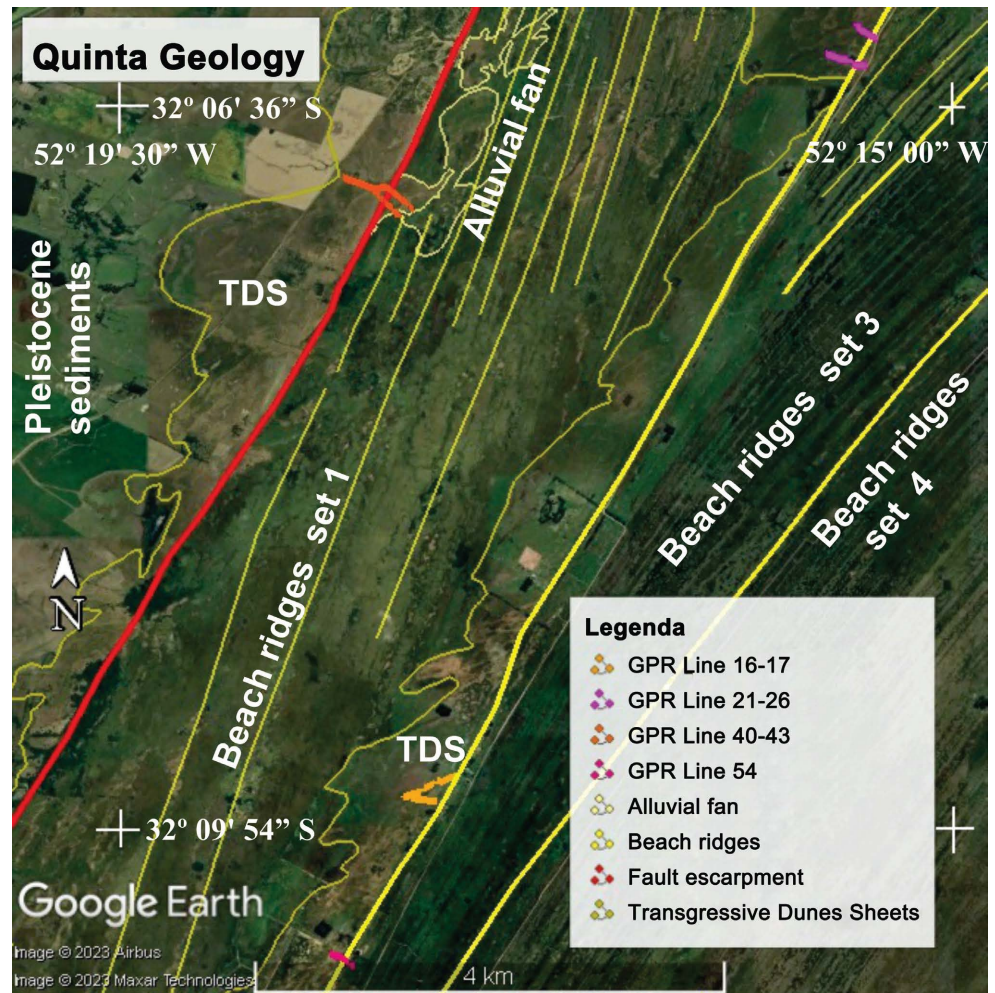 Quinta Geology
32º 06' 36” S
52º 19' 30” W
52º 15' 00” W
Alluvial fan
Pleistocene
sediments
TDS
Beach ridges set 3
Beach ridges
set 4
Beach ridges set 1
N
TDS
32º 09' 54” S
Legenda
GPR Line 16-17
GPR Line 21-26
GPR Line 40-43
GPR Line 54
Alluvial fan
Beach ridges
Fault escarpment
Transgressive Dunes Sheets
Google Earth
Image © 2023 Airbus
Image © 2023 Maxar Technologies
4 km